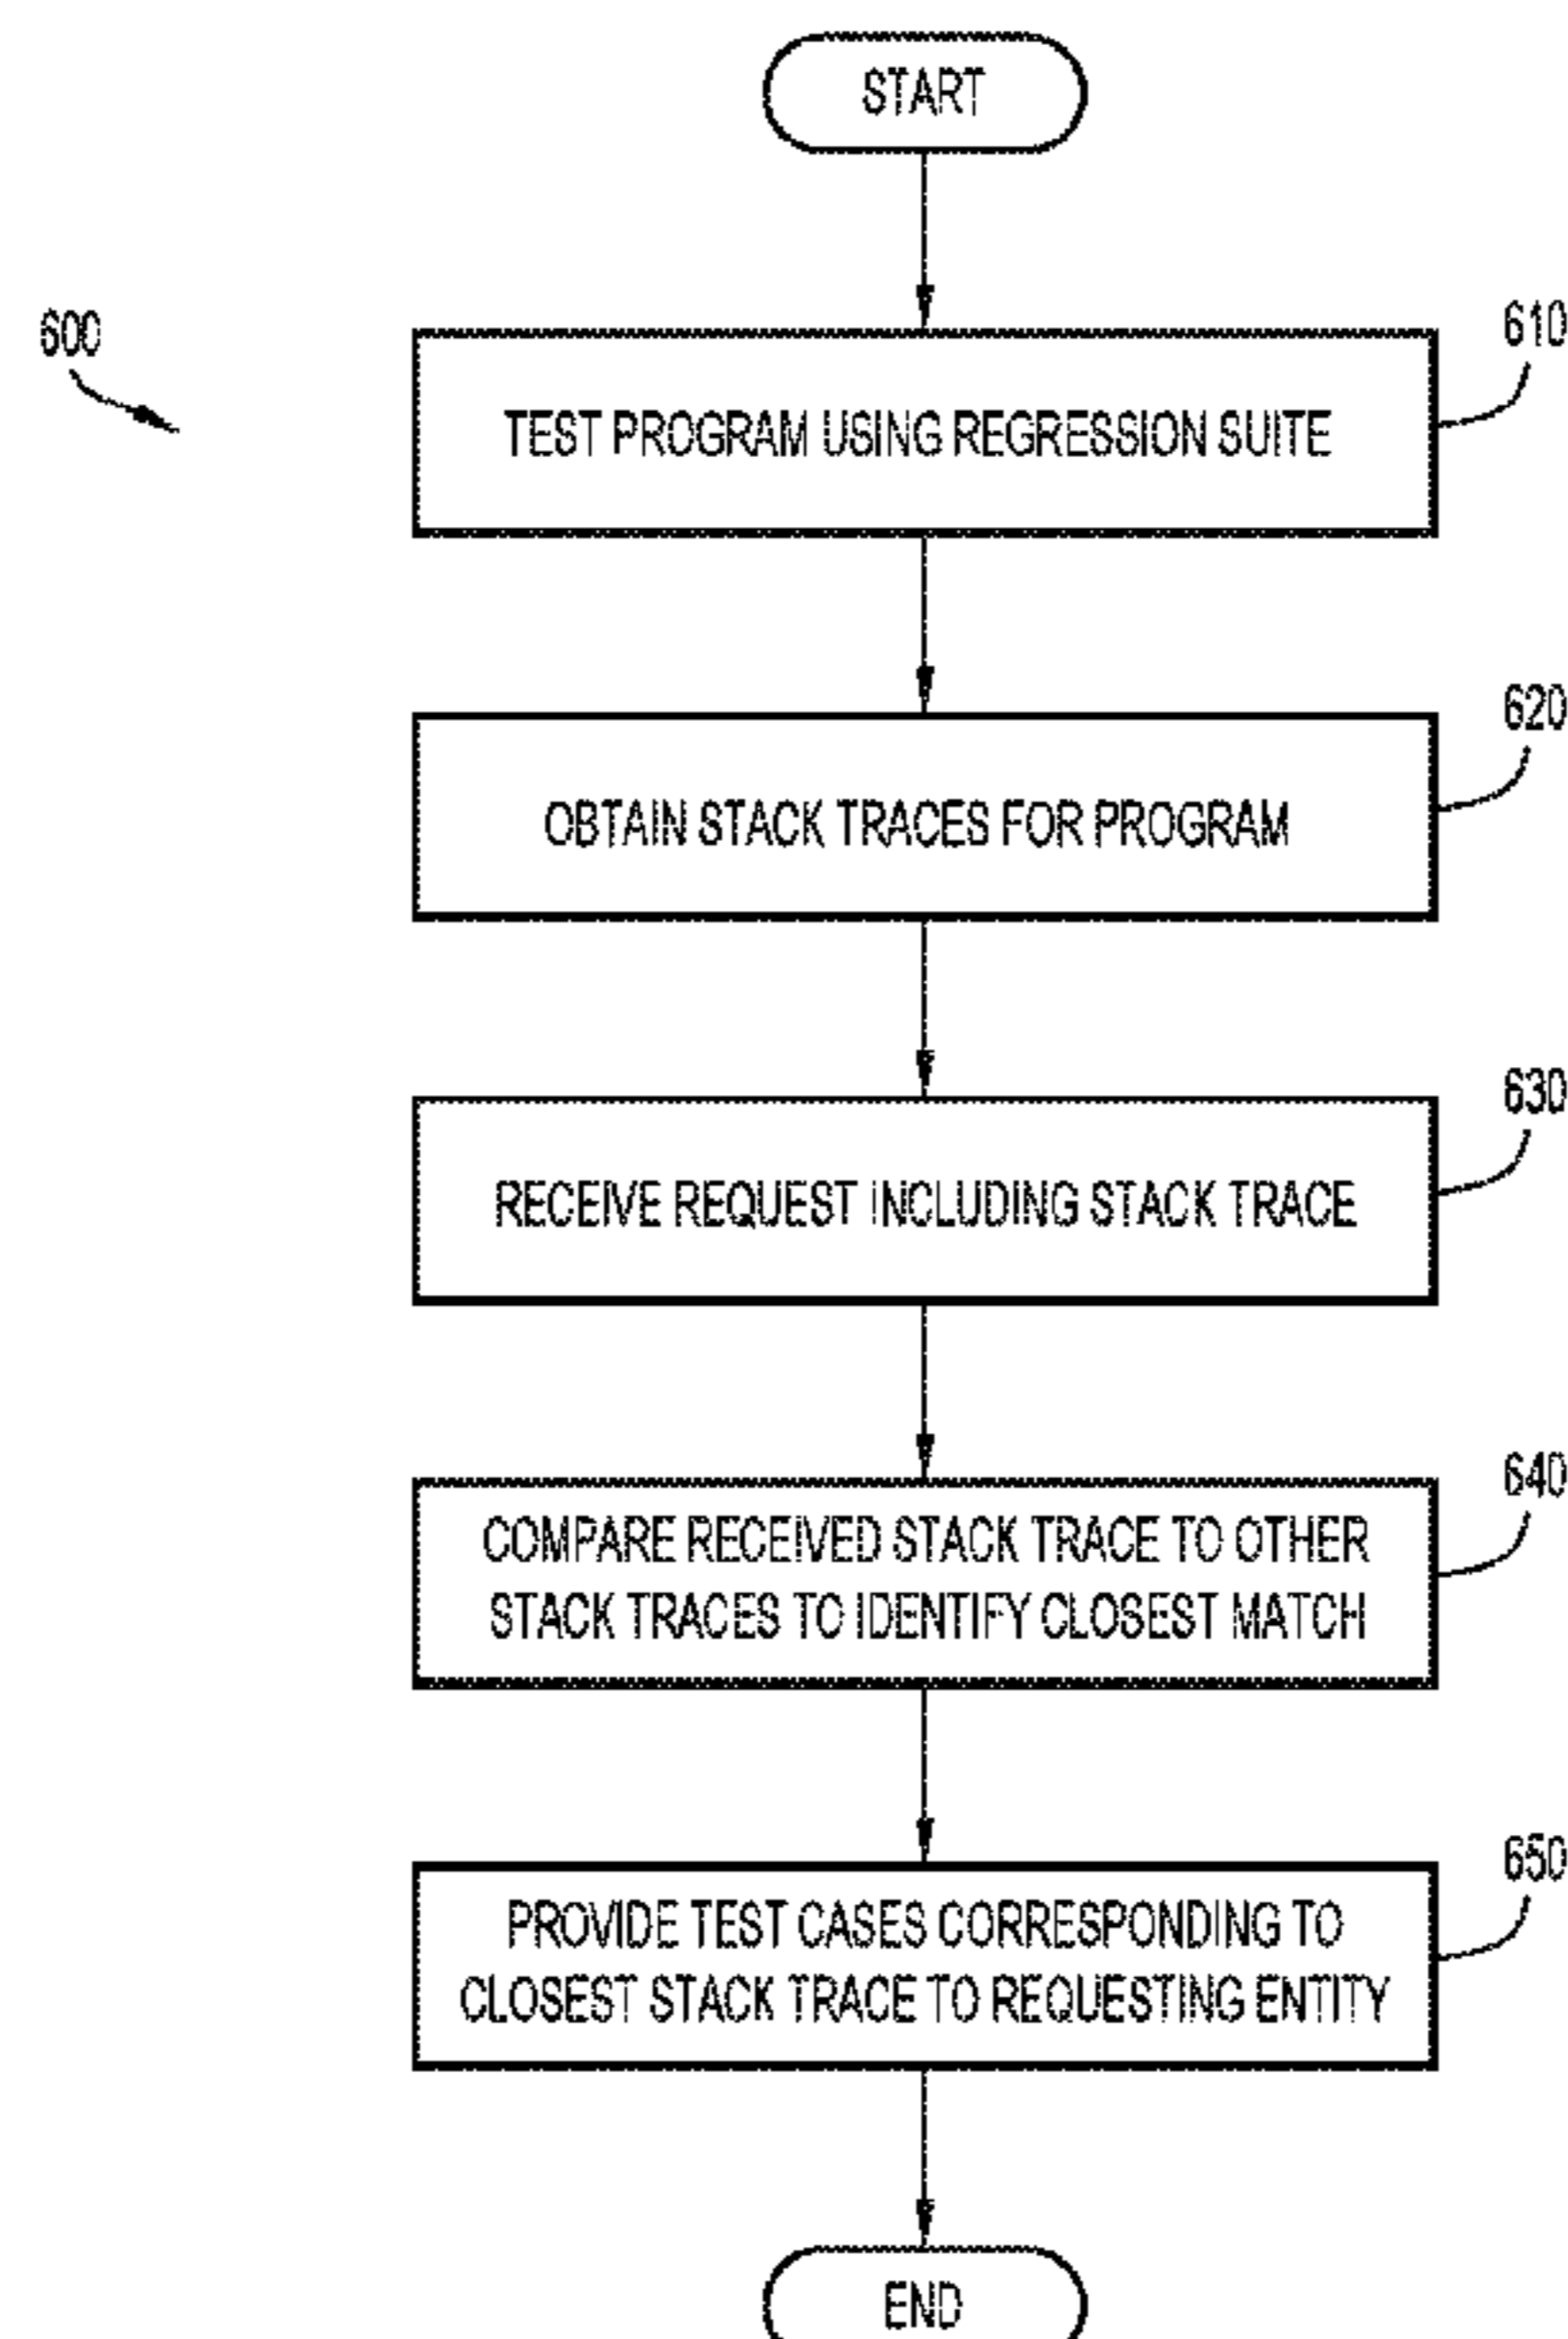 START
600
610
TEST PROGRAM USING REGRESSION SUITE
620
OBTAIN STACK TRACES FOR PROGRAM
630
RECEIVE REQUEST INCLUDING STACK TRACE
640
COMPARE RECEIVED STACK TRACE TO OTHER
STACK TRACES TO IDENTIFY CLOSEST MATCH
650
PROVIDE TEST CASES CORRESPONDING TO
CLOSEST STACK TRACE TO REQUESTING ENTITY
END